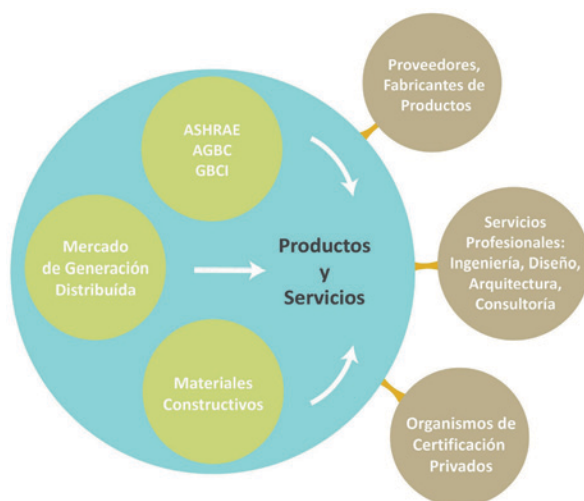 ASHRAE
AGBC
GBCI
Mercado
de Generación
Distribuída
Materiales
Constructivos
Productos
y
Servicios
Proveedores,
Fabricantes de
Productos
Servicios
Profesionales:
Ingeniería, Diseño,
Arquitectura,
Consultoría
Organismos de
Certificación
Privados